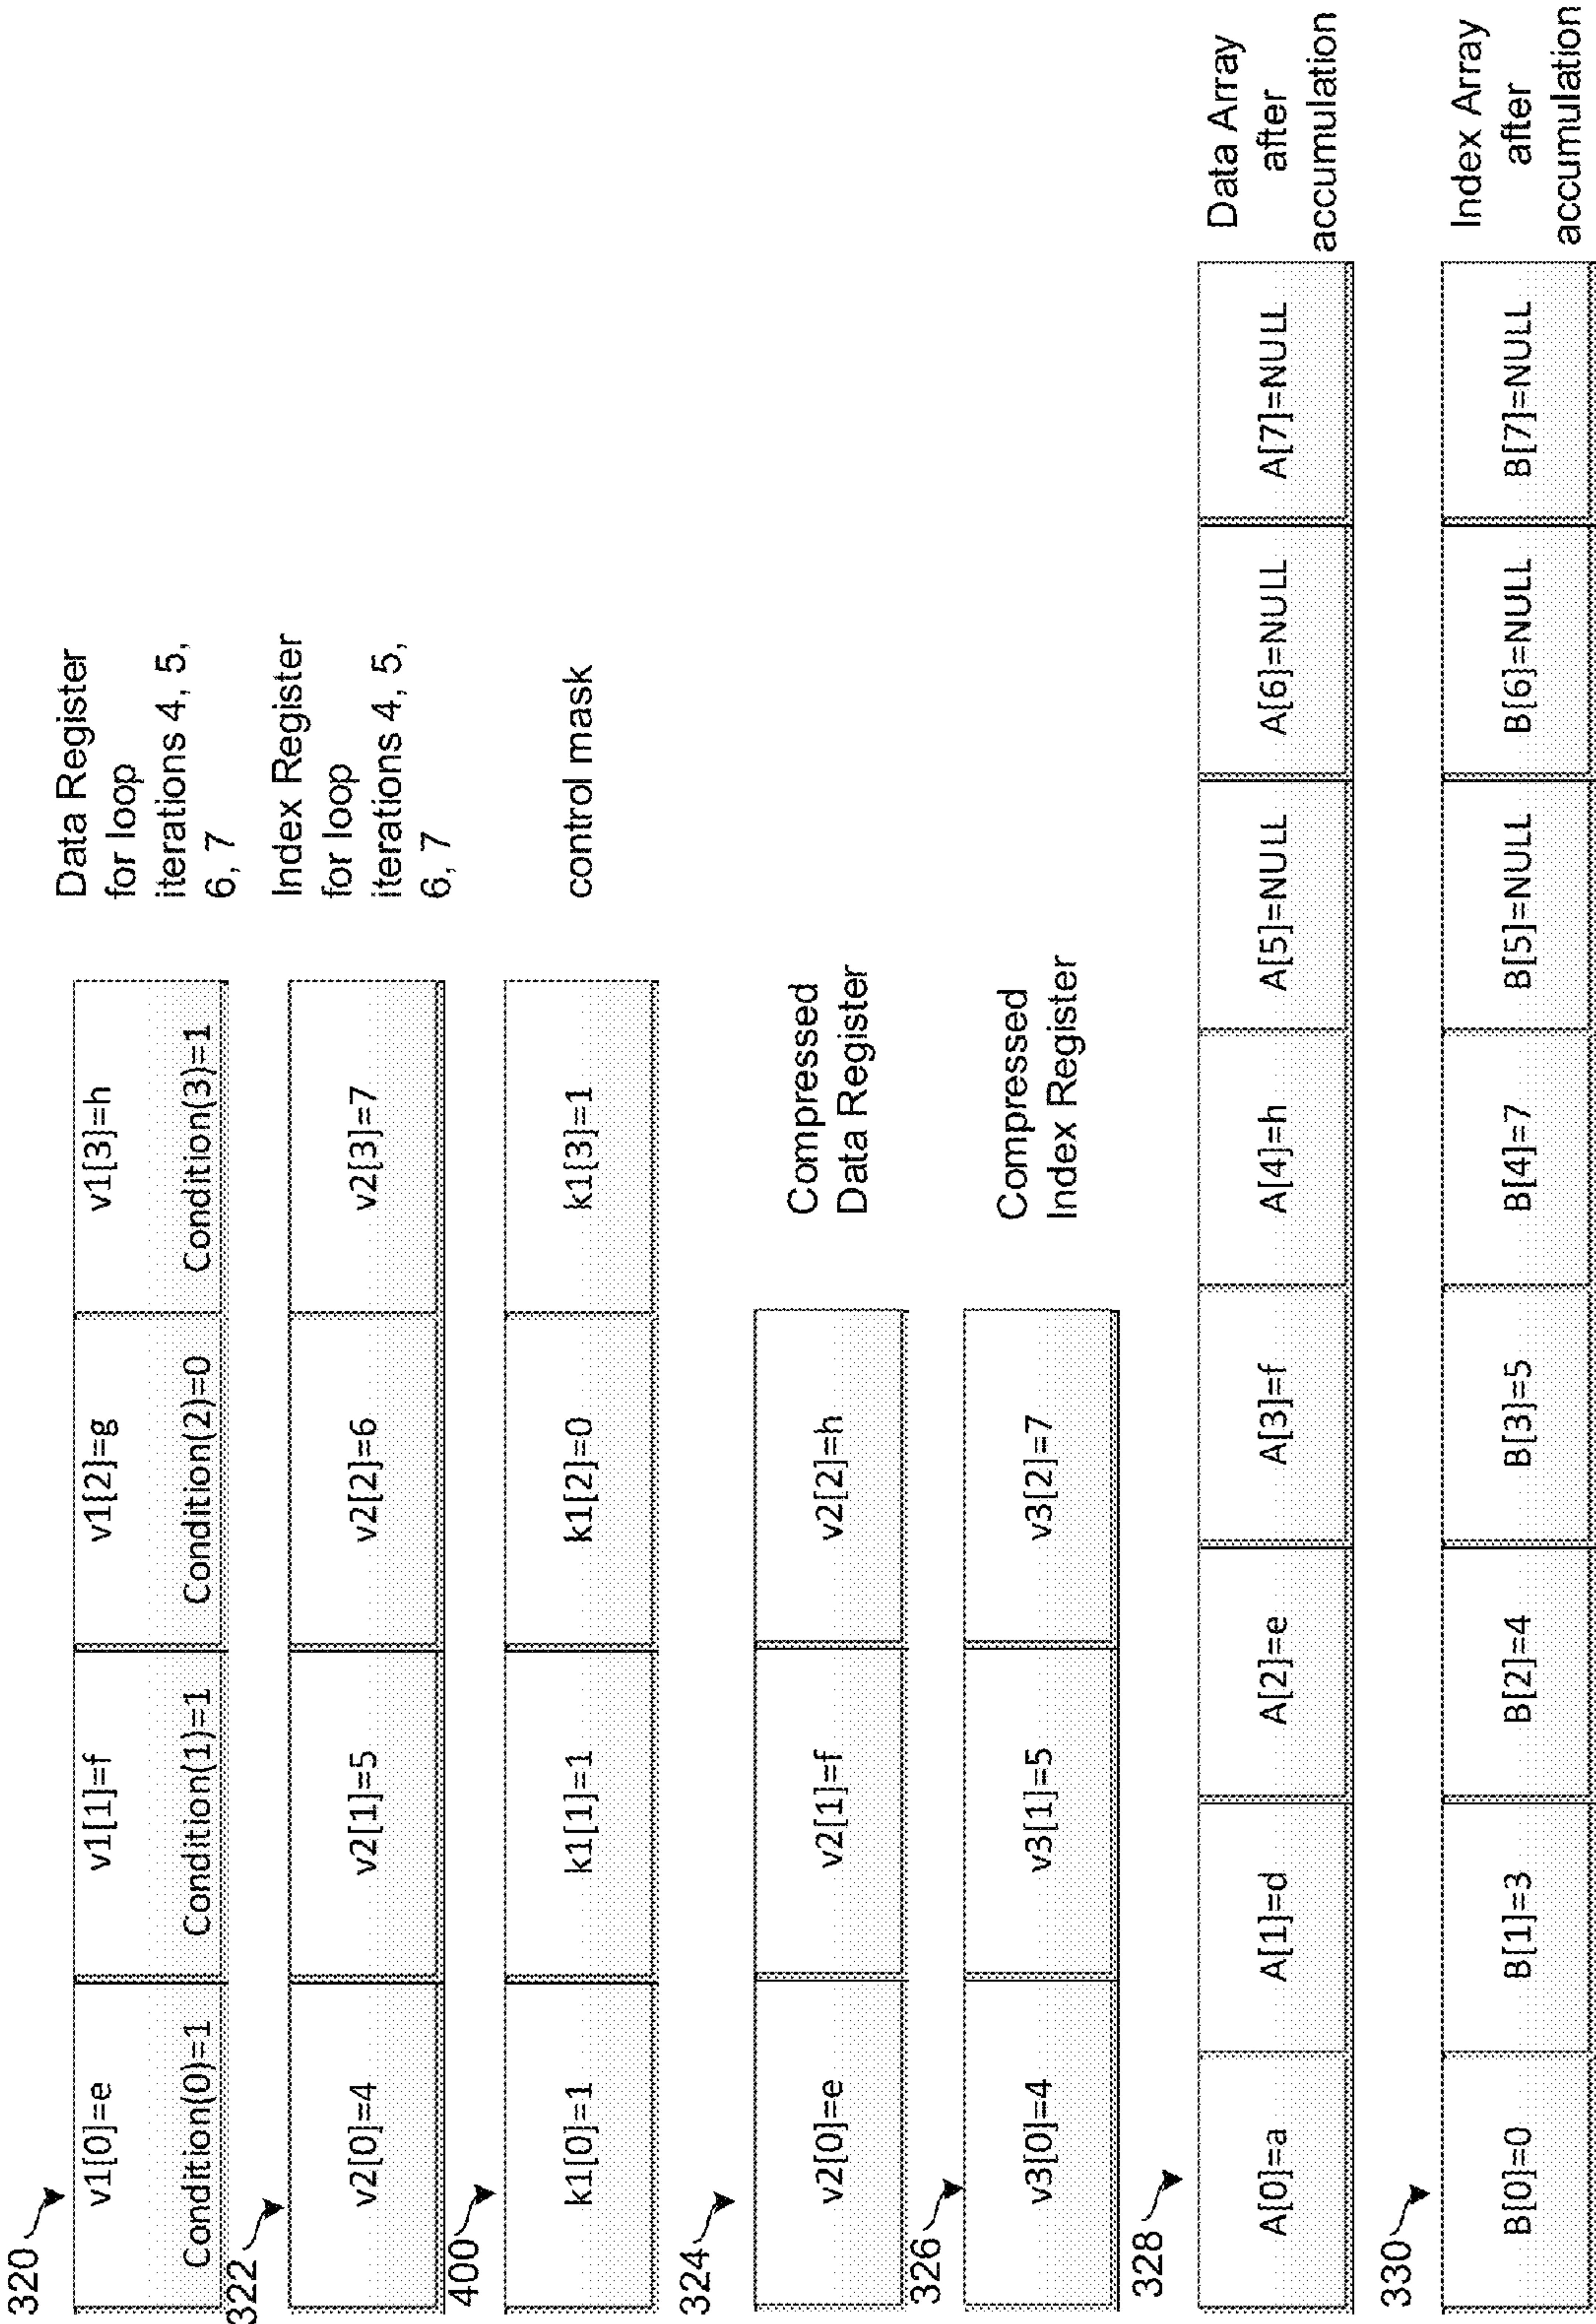 320
v1[0]=e
Condition(0)=1
v1[1]=f
Condition(1)=1
v1[2]=g
Condition(2)=0
v1[3]=h
Condition(3)=1
Data Register
for loop
iterations 4, 5,
6, 7
322
v2[0]=4
v2[1]=5
v2[2]=6
v2[3]=7
Index Register
for loop
iterations 4, 5,
6, 7
400
k1[0]=1
k1[1]=1
k1[2]=0
k1[3]=1
control mask
324
v2[0]=e
v2[1]=f
v2[2]=h
Compressed
Data Register
326
v3[0]=4
v3[1]=5
v3[2]=7
Compressed
Index Register
328
A[0]=a
A[1]=d
A[2]=e
A[3]=f
A[4]=h
A[5]=NULL
A[6]=NULL
A[7]=NULL
Data Array
after
accumulation
330
B[0]=0
B[1]=3
B[2]=4
B[3]=5
B[4]=7
B[5]=NULL
B[6]=NULL
B[7]=NULL
Index Array
after
accumulation